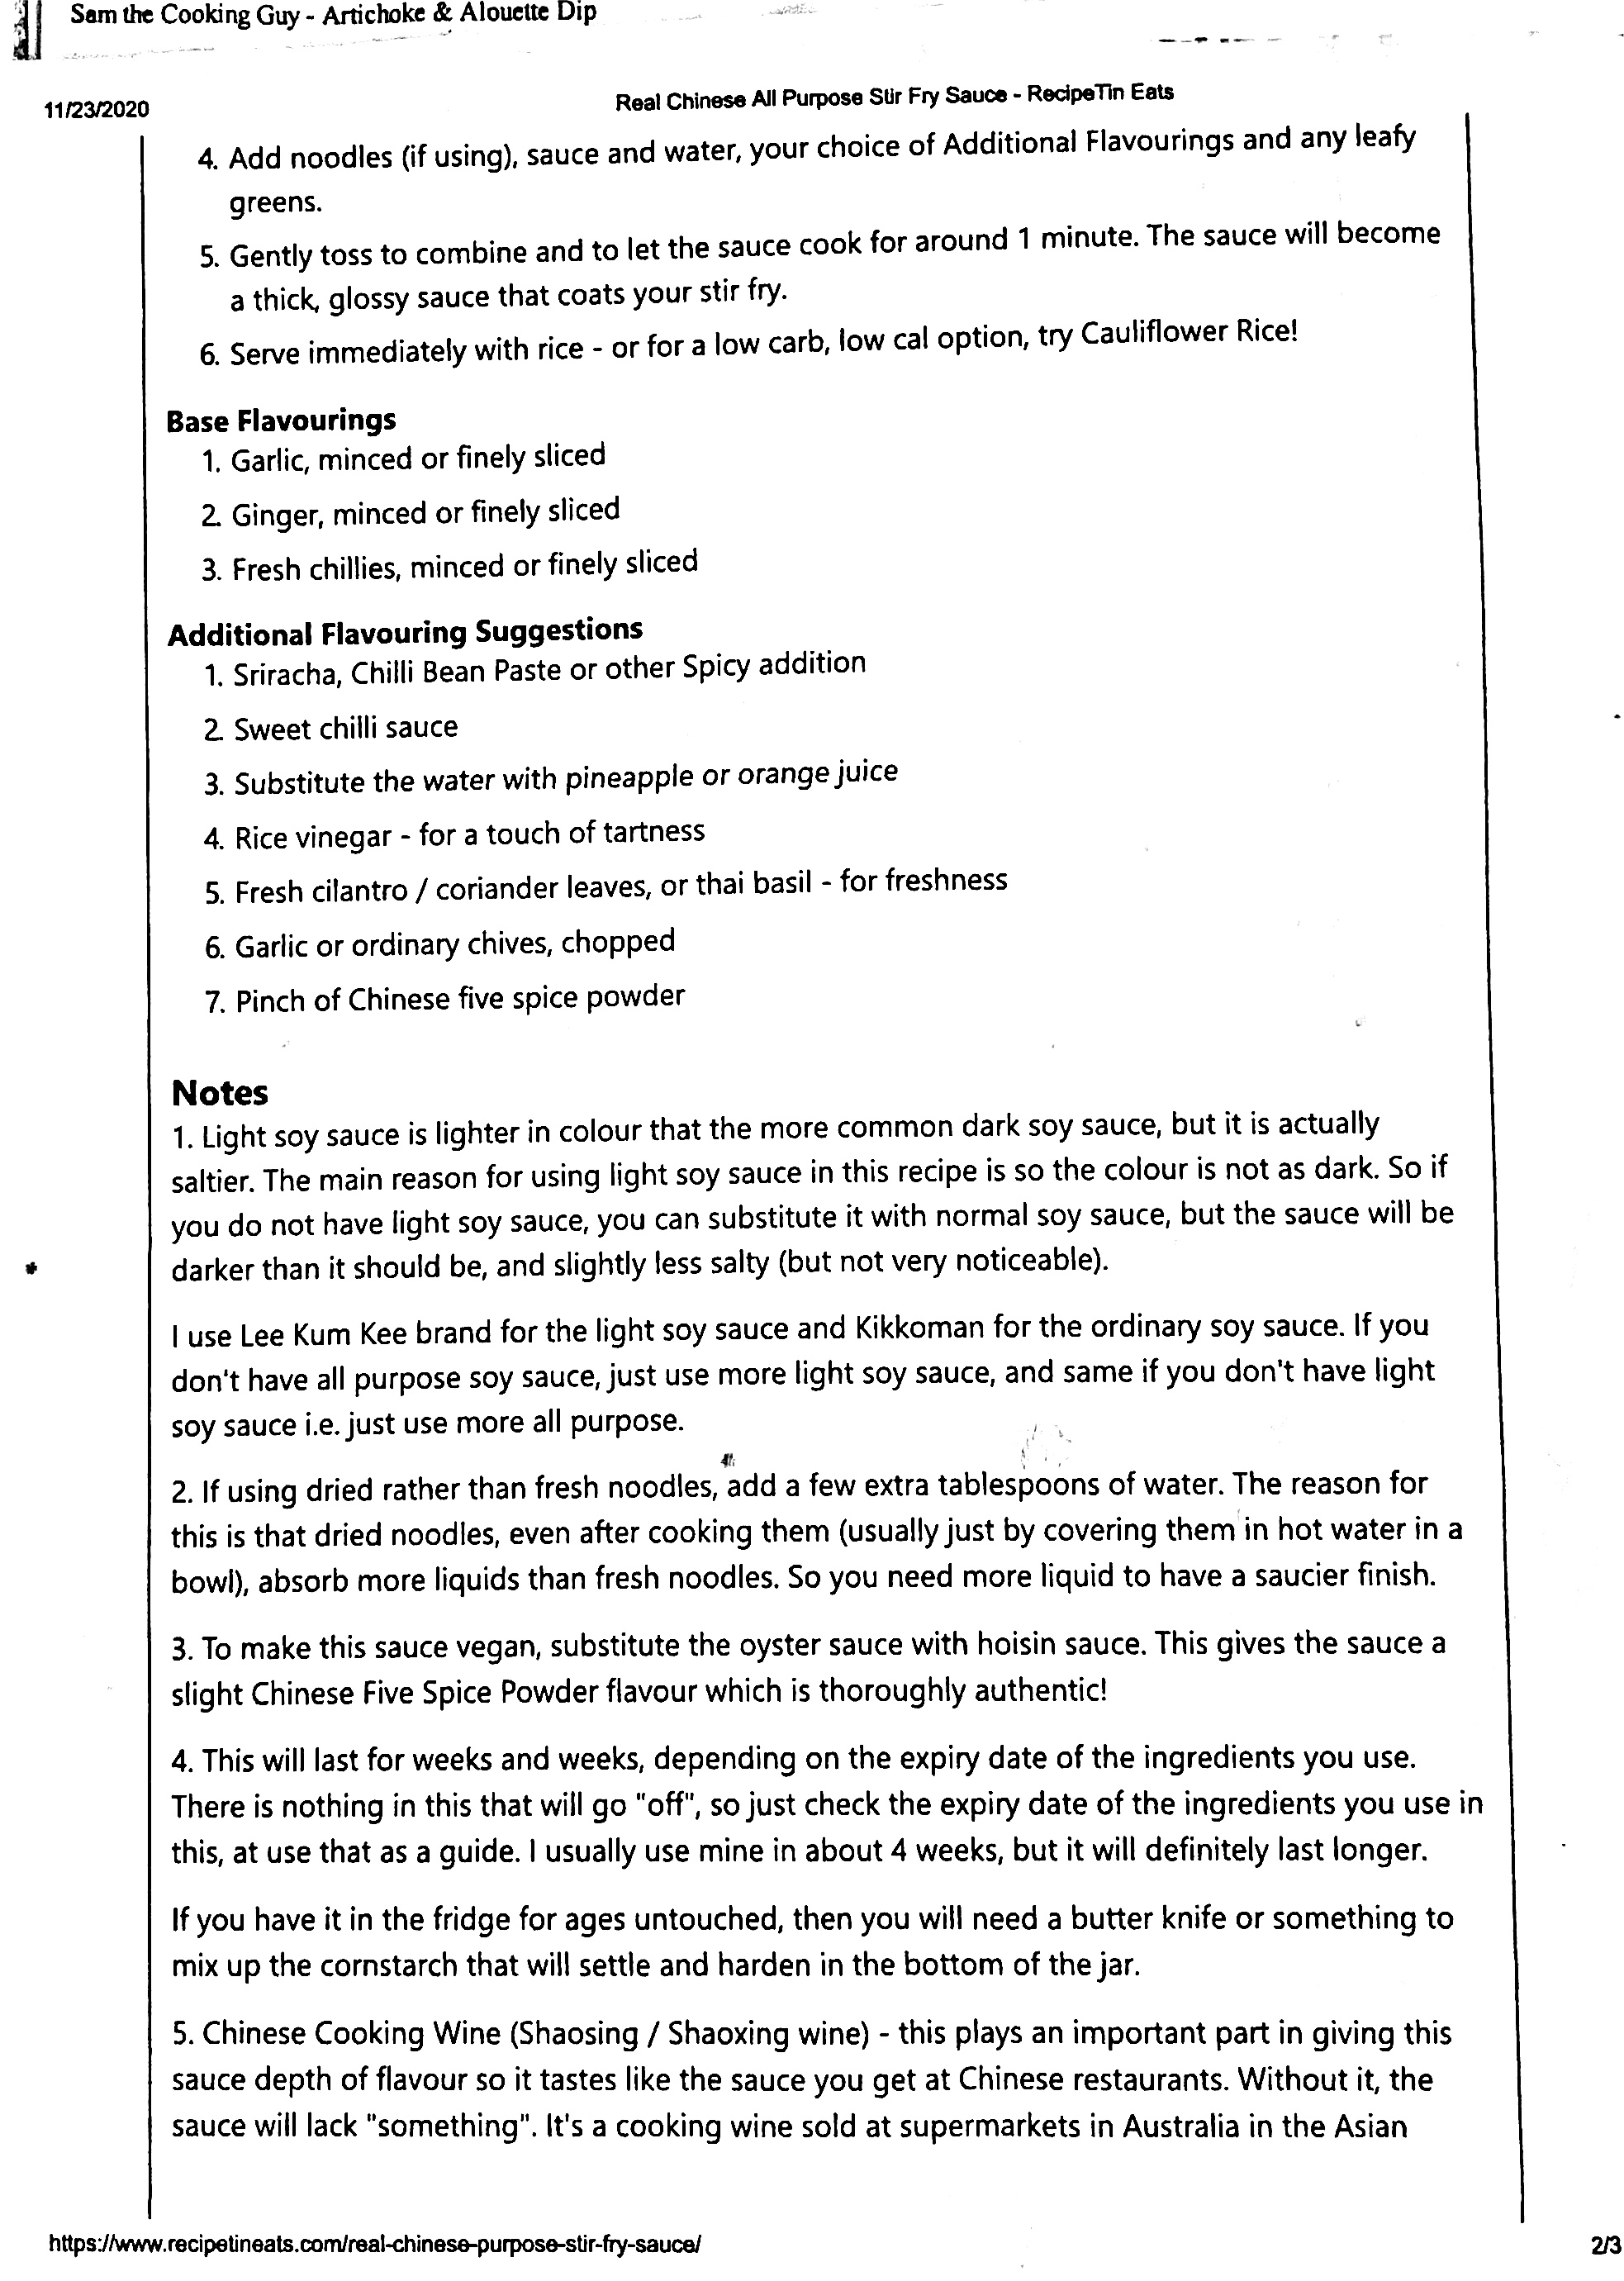 Sam the Cooking Guy - Artichoke & Alouette Dip
11/23/2020
Real Chinese All Purpose Stir Fry Sauce - RecipeTin Eats
4. Add noodles (if using), sauce and water, your choice of Additional Flavourings and any leafy
greens.
5. Gently toss to combine and to let the sauce cook for around 1 minute. The sauce will become
a thick, glossy sauce that coats your stir fry.
6. Serve immediately with rice - or for a low carb, low cal option, try Cauliflower Rice!
Base Flavourings
1. Garlic, minced or finely sliced
2. Ginger, minced or finely sliced
3. Fresh chillies, minced or finely sliced
Additional Flavouring Suggestions
1. Sriracha, Chilli Bean Paste or other Spicy addition
2. Sweet chilli sauce
3. Substitute the water with pineapple or orange juice
4. Rice vinegar - for a touch of tartness
5. Fresh cilantro / coriander leaves, or thai basil - for freshness
6. Garlic or ordinary chives, chopped
7. Pinch of Chinese five spice powder
Notes
1. Light soy sauce is lighter in colour that the more common dark soy sauce, but it is actually
saltier. The main reason for using light soy sauce in this recipe is so the colour is not as dark. So if
you do not have light soy sauce, you can substitute it with normal soy sauce, but the sauce will be
darker than it should be, and slightly less salty (but not very noticeable).
I use Lee Kum Kee brand for the light soy sauce and Kikkoman for the ordinary soy sauce. If you
don't have all purpose soy sauce, just use more light soy sauce, and same if you don't have light
soy sauce i.e. just use more all purpose.
2. If using dried rather than fresh noodles, add a few extra tablespoons of water. The reason for
this is that dried noodles, even after cooking them (usually just by covering them in hot water in a
bowl), absorb more liquids than fresh noodles. So you need more liquid to have a saucier finish.
3. To make this sauce vegan, substitute the oyster sauce with hoisin sauce. This gives the sauce a
slight Chinese Five Spice Powder flavour which is thoroughly authentic!
4. This will last for weeks and weeks, depending on the expiry date of the ingredients you use.
There is nothing in this that will go "off", so just check the expiry date of the ingredients you use in
this, at use that as a guide. I usually use mine in about 4 weeks, but it will definitely last longer.
If you have it in the fridge for ages untouched, then you will need a butter knife or something to
mix up the cornstarch that will settle and harden in the bottom of the jar.
5. Chinese Cooking Wine (Shaosing / Shaoxing wine) - this plays an important part in giving this
sauce depth of flavour so it tastes like the sauce you get at Chinese restaurants. Without it, the
sauce will lack "something". It's a cooking wine sold at supermarkets in Australia in the Asian
https://www.recipetineats.com/real-chinese-purpose-stir-fry-sauce/
2/3